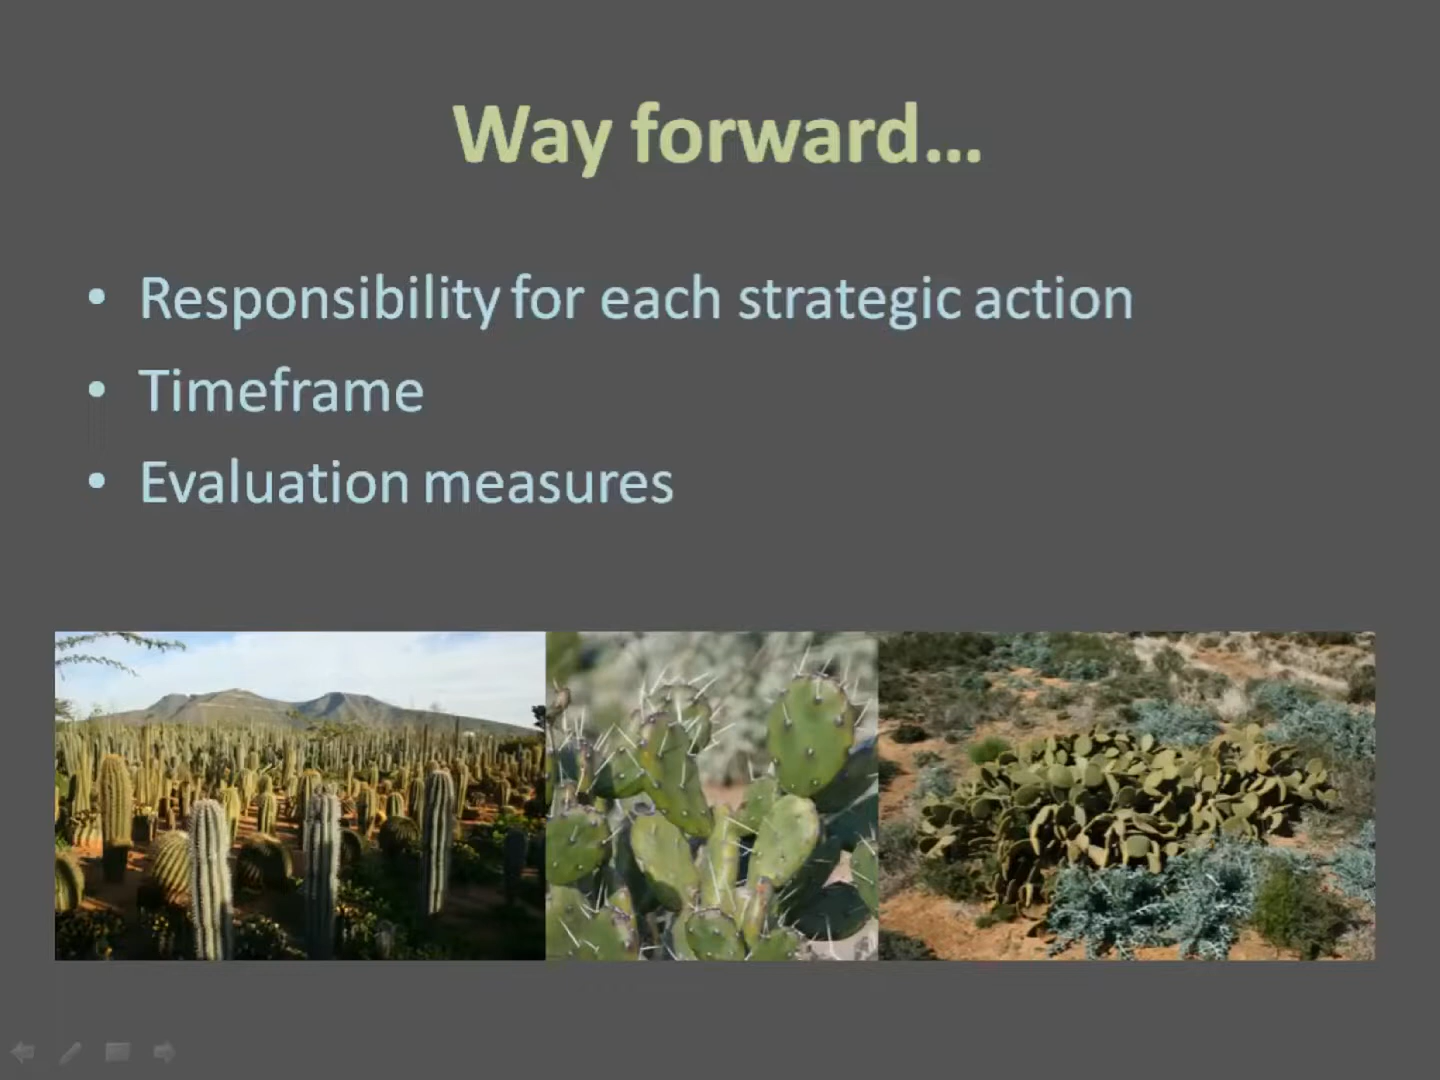 Way forward...
• Responsibility for each strategic action
• Timeframe
• Evaluation measures